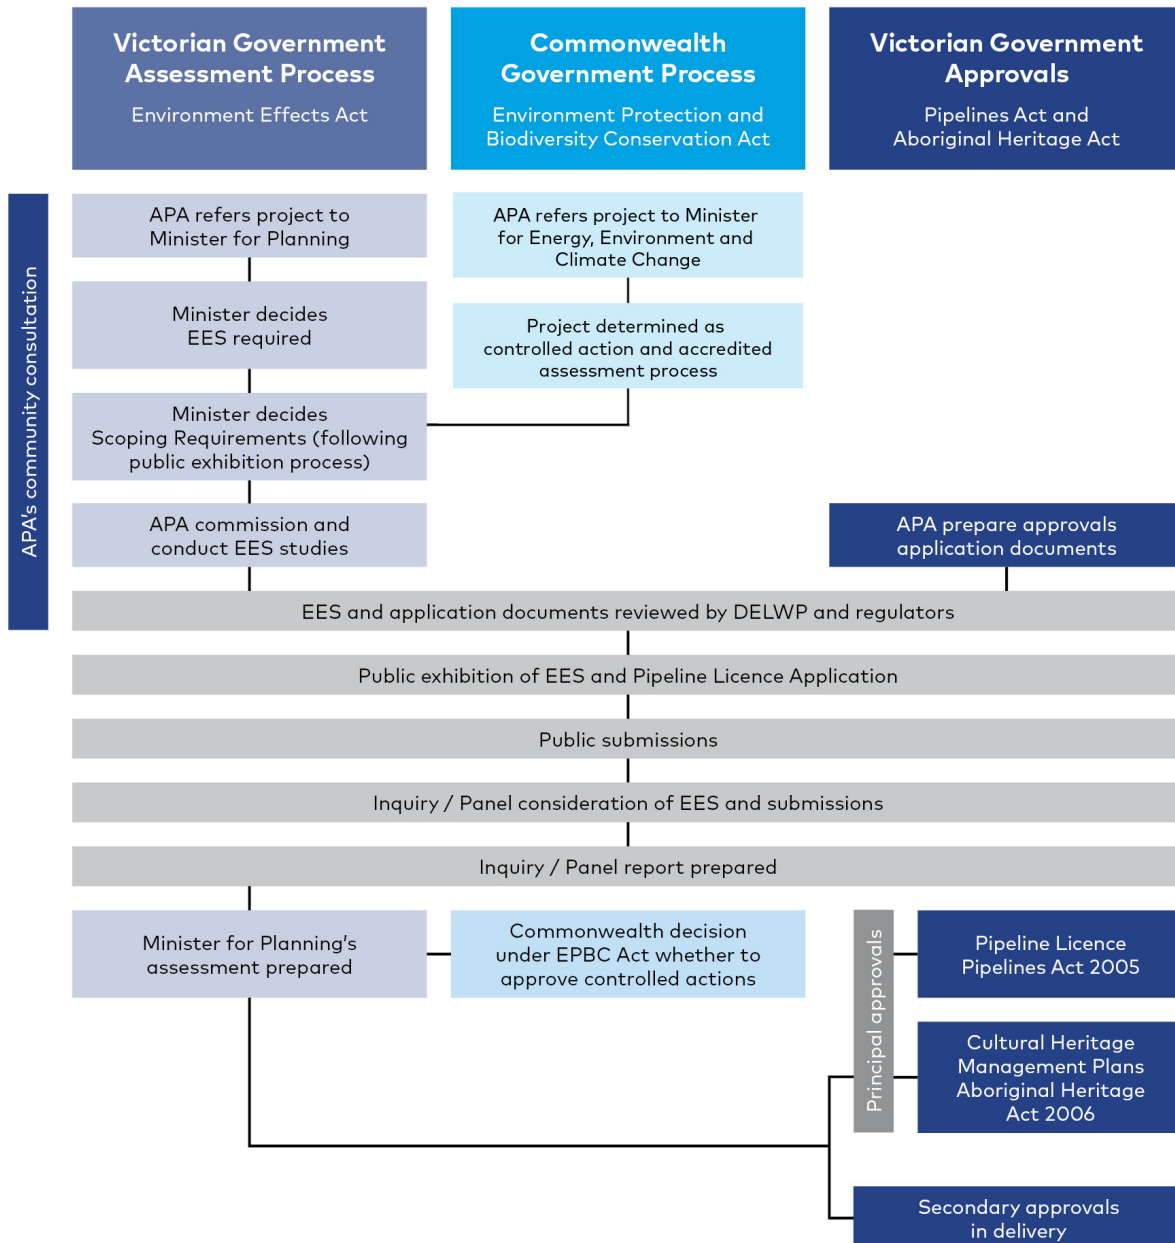 Victorian Government
Assessment Process
Environment Effects Act
Commonwealth
Government Process
Environment Protection and
Biodiversity Conservation Act
Victorian Government
Approvals
Pipelines Act and
Aboriginal Heritage Act
APA's community consultation
APA refers project to
Minister for Planning
APA refers project to Minister
for Energy, Environment and
Climate Change
Minister decides
EES required
Project determined as
controlled action and accredited
assessment process
Minister decides
Scoping Requirements (following
public exhibition process)
APA commission and
conduct EES studies
APA prepare approvals
application documents
EES and application documents reviewed by DELWP and regulators
Public exhibition of EES and Pipeline Licence Application
Public submissions
Inquiry / Panel consideration of EES and submissions
Inquiry / Panel report prepared
Minister for Planning's
assessment prepared
Commonwealth decision
under EPBC Act whether to
approve controlled actions
Principal approvals
Pipeline Licence
Pipelines Act 2005
Cultural Heritage
Management Plans
Aboriginal Heritage
Act 2006
Secondary approvals
in delivery